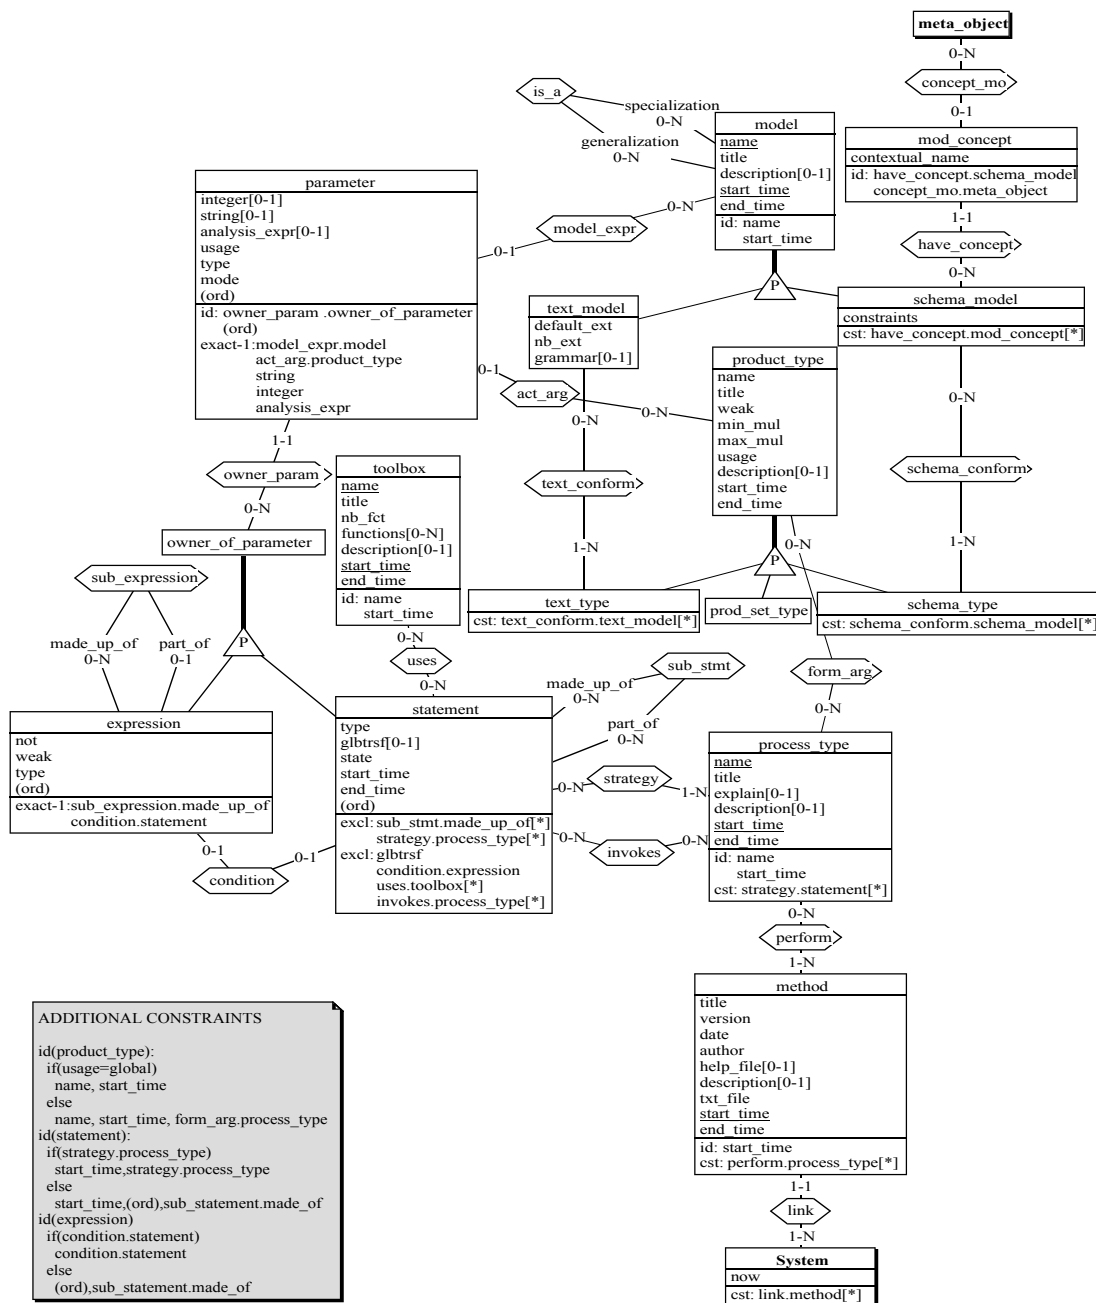 meta_object
0-N
concept_mo
0-1
mod_concept
contextual_name
id: have_concept.schema_model
concept_mo.meta_object
1-1
have_concept
0-N
schema_model
constraints
cst: have_concept.mod_concept[*]
is_a
specialization
0-N
generalization
0-N
model
name
title
description[0-1]
start_time
end_time
id: name
start_time
P
parameter
integer[0-1]
string[0-1]
analysis_expr[0-1]
usage
type
mode
(ord)
id: owner_param .owner_of_parameter
(ord)
exact-1:model_expr.model
act_arg.product_type
string
integer
analysis_expr
0-N
model_expr
0-1
text_model
default_ext
nb_ext
grammar[0-1]
0-1
act_arg
0-N
product_type
name
title
weak
min_mul
max_mul
usage
description[0-1]
start_time
end_time
0-N
text_conform
1-N
0-N
schema_conform
1-N
1-1
owner_param
0-N
owner_of_parameter
P
toolbox
name
title
nb_fct
functions[0-N]
description[0-1]
start_time
end_time
id: name
start_time
0-N
uses
0-N
P
0-N
text_type
cst: text_conform.text_model[*]
prod_set_type
schema_type
cst: schema_conform.schema_model[*]
sub_expression
made_up_of
0-N
part_of
0-1
expression
not
weak
type
(ord)
exact-1:sub_expression.made_up_of
condition.statement
0-1
condition
0-1
statement
type
glbtrsf[0-1]
state
start_time
end_time
(ord)
excl: sub_stmt.made_up_of[*]
strategy.process_type[*]
excl: glbtrsf
condition.expression
uses.toolbox[*]
invokes.process_type[*]
made_up_of
0-N
sub_stmt
part_of
0-N
0-N
strategy
1-N
0-N
invokes
0-N
form_arg
0-N
process_type
name
title
explain[0-1]
description[0-1]
start_time
end_time
id: name
start_time
cst: strategy.statement[*]
0-N
perform
1-N
method
title
version
date
author
help_file[0-1]
description[0-1]
txt_file
start_time
end_time
id: start_time
cst: perform.process_type[*]
1-1
link
1-N
System
now
cst: link.method[*]
ADDITIONAL CONSTRAINTS
id(product_type):
if(usage=global)
name, start_time
else
name, start_time, form_arg.process_type
id(statement):
if(strategy.process_type)
start_time,strategy.process_type
else
start_time,(ord),sub_statement.made_of
id(expression)
if(condition.statement)
condition.statement
else
(ord),sub_statement.made_of